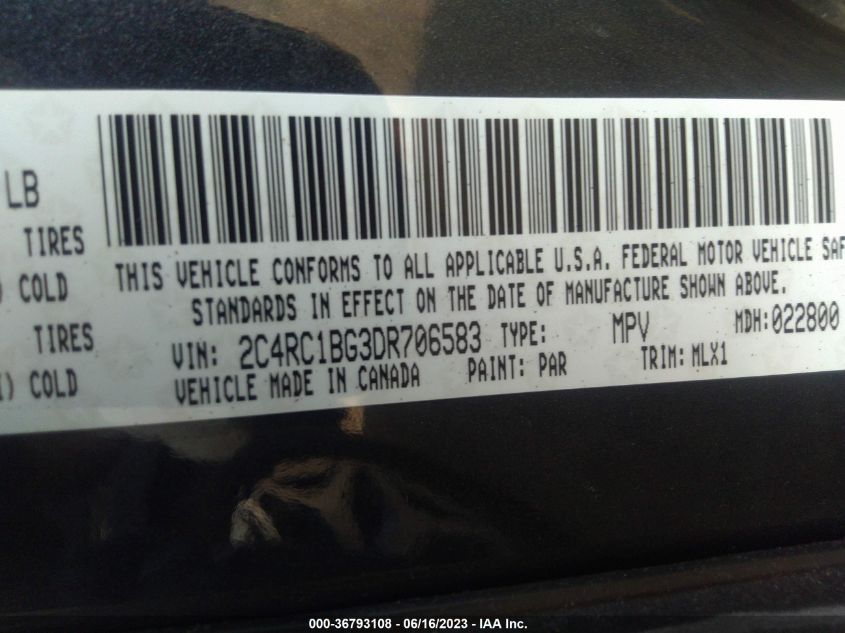 LB
TIRES
) COLD
THIS VEHICLE CONFORMS TO ALL APPLICABLE U.S.A. FEDERAL MOTOR VEHICLE SAF
STANDARDS IN EFFECT ON THE DATE OF MANUFACTURE SHOWN ABOVE.
TIRES
) COLD
VIN: 2C4RC1BG3DR706583 TYPE: MPV MDH:022800
VEHICLE MADE IN CANADA PAINT: PAR TRIM: MLX1
000-36793108 - 06/16/2023 - IAA Inc.